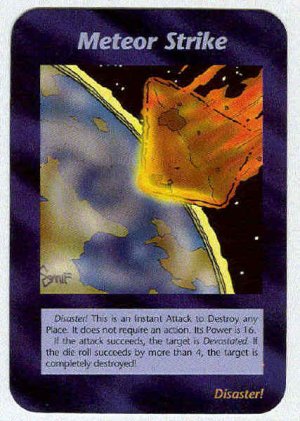 Meteor Strike
Disaster! This is an Instant Attack to Destroy any
Place. It does not require an action. Its Power is 16.
If the attack succeeds, the target is Devastated. If
the die roll succeeds by more than 4, the target is
completely destroyed!
Disaster!